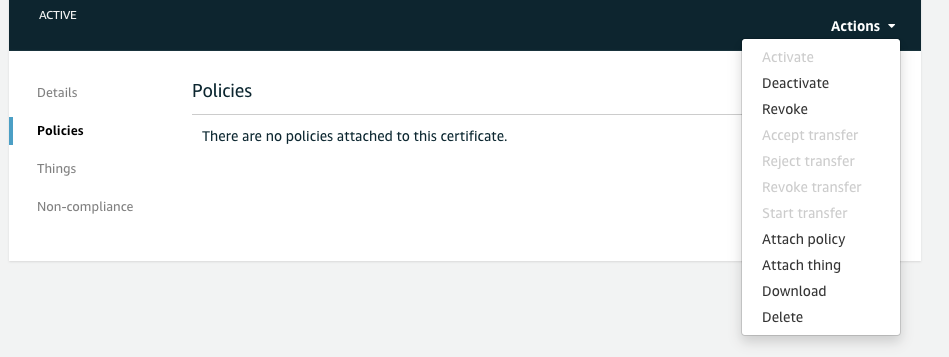 ACTIVE
Actions
Activate
Deactivate
Revoke
Accept transfer
Reject transfer
Revoke transfer
Start transfer
Attach policy
Attach thing
Download
Delete
Details
Policies
Things
Non-compliance
Policies
There are no policies attached to this certificate.